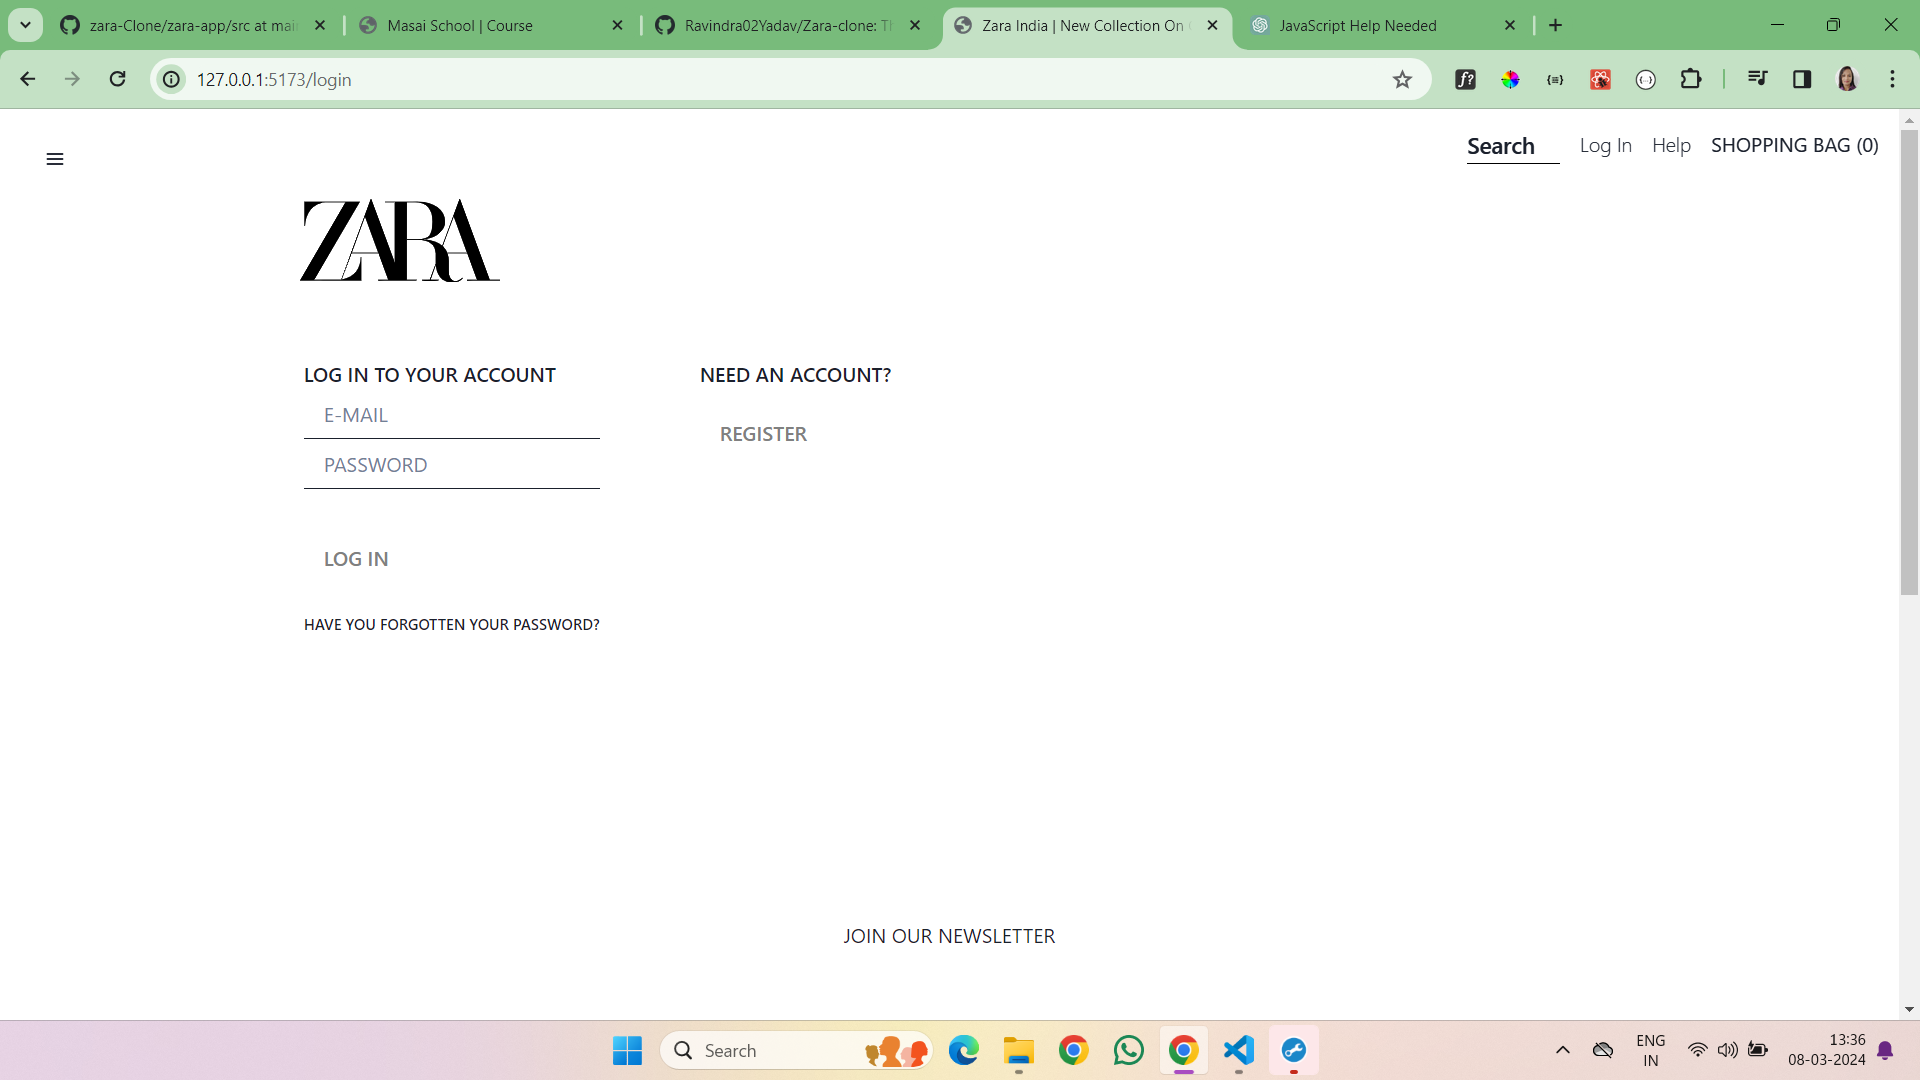 zara-Clone/zara-app/src at mai
Masai School | Course
Ravindra02Yadav/Zara-clone: Th
Zara India | New Collection On
JavaScript Help Needed
127.0.0.1:5173/login
Search
Log In
Help
SHOPPING BAG (0)
ZARA
LOG IN TO YOUR ACCOUNT
NEED AN ACCOUNT?
E-MAIL
REGISTER
PASSWORD
LOG IN
HAVE YOU FORGOTTEN YOUR PASSWORD?
JOIN OUR NEWSLETTER
Search
ENG
IN
13:36
08-03-2024